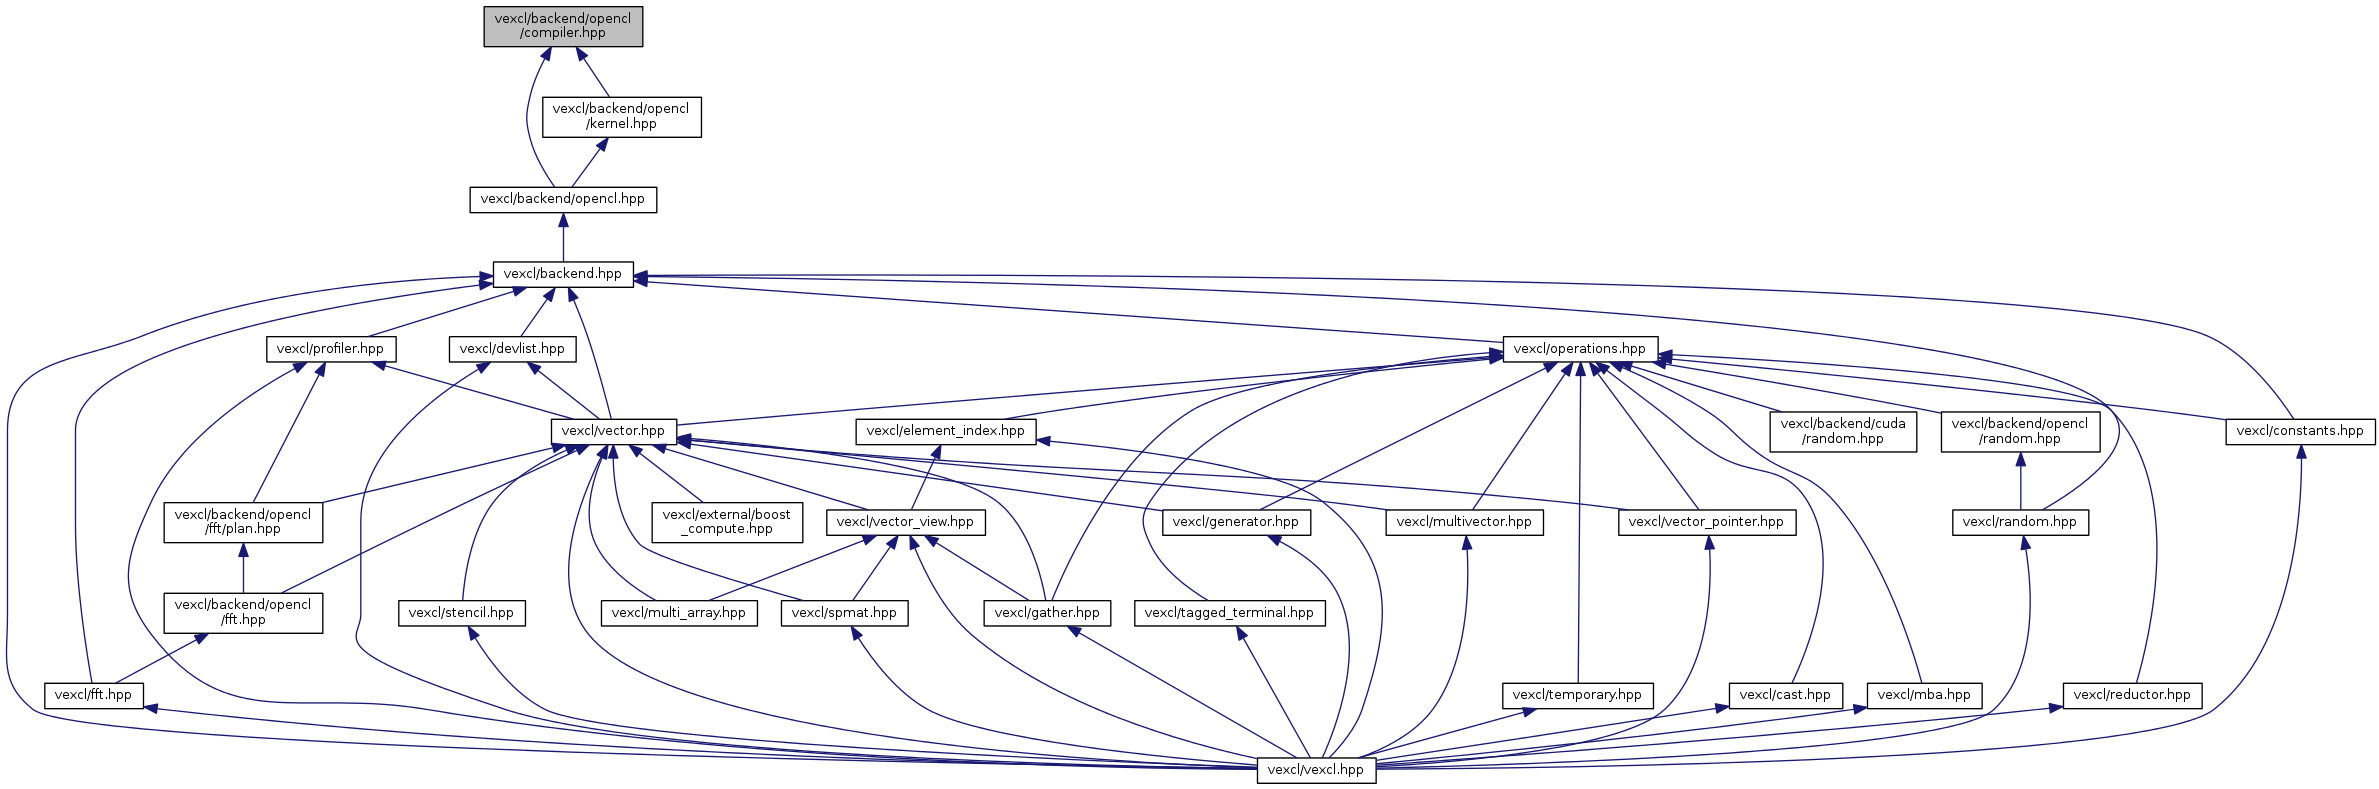 vexcl/backend/opencl
/compiler.hpp
vexcl/backend/opencl
/kernel.hpp
vexcl/backend/opencl.hpp
vexcl/backend.hpp
vexcl/profiler.hpp
vexcl/devlist.hpp
vexcl/operations.hpp
vexcl/vector.hpp
vexcl/element_index.hpp
vexcl/backend/cuda
/random.hpp
vexcl/backend/opencl
/random.hpp
vexcl/constants.hpp
vexcl/backend/opencl
/fft/plan.hpp
vexcl/external/boost
_compute.hpp
vexcl/vector_view.hpp
vexcl/generator.hpp
vexcl/multivector.hpp
vexcl/vector_pointer.hpp
vexcl/random.hpp
vexcl/backend/opencl
/fft.hpp
vexcl/stencil.hpp
vexcl/multi_array.hpp
vexcl/spmat.hpp
vexcl/gather.hpp
vexcl/tagged_terminal.hpp
vexcl/fft.hpp
vexcl/temporary.hpp
vexcl/cast.hpp
vexcl/mba.hpp
vexcl/reductor.hpp
vexcl/vexcl.hpp